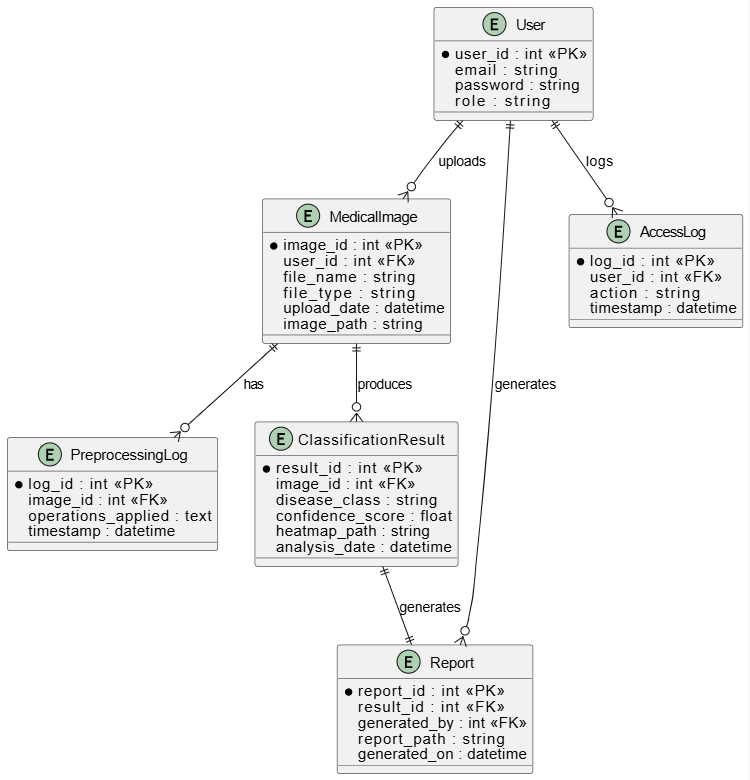 E User
user_id : int «PK»
email : string
password : string
role : string
uploads
logs
E MedicalImage
image_id : int «PK»
user_id : int «FK»
file_name : string
file_type : string
upload_date : datetime
image_path : string
E AccessLog
log_id : int «PK»
user_id : int «FK»
action : string
timestamp : datetime
has
produces
generates
E PreprocessingLog
log_id : int «PK»
image_id : int «FK»
operations_applied : text
timestamp : datetime
E ClassificationResult
result_id : int «PK»
image_id : int «FK»
disease_class : string
confidence_score : float
heatmap_path : string
analysis_date : datetime
generates
E Report
report_id : int «PK»
result_id : int «FK»
generated_by : int «FK»
report_path : string
generated_on : datetime